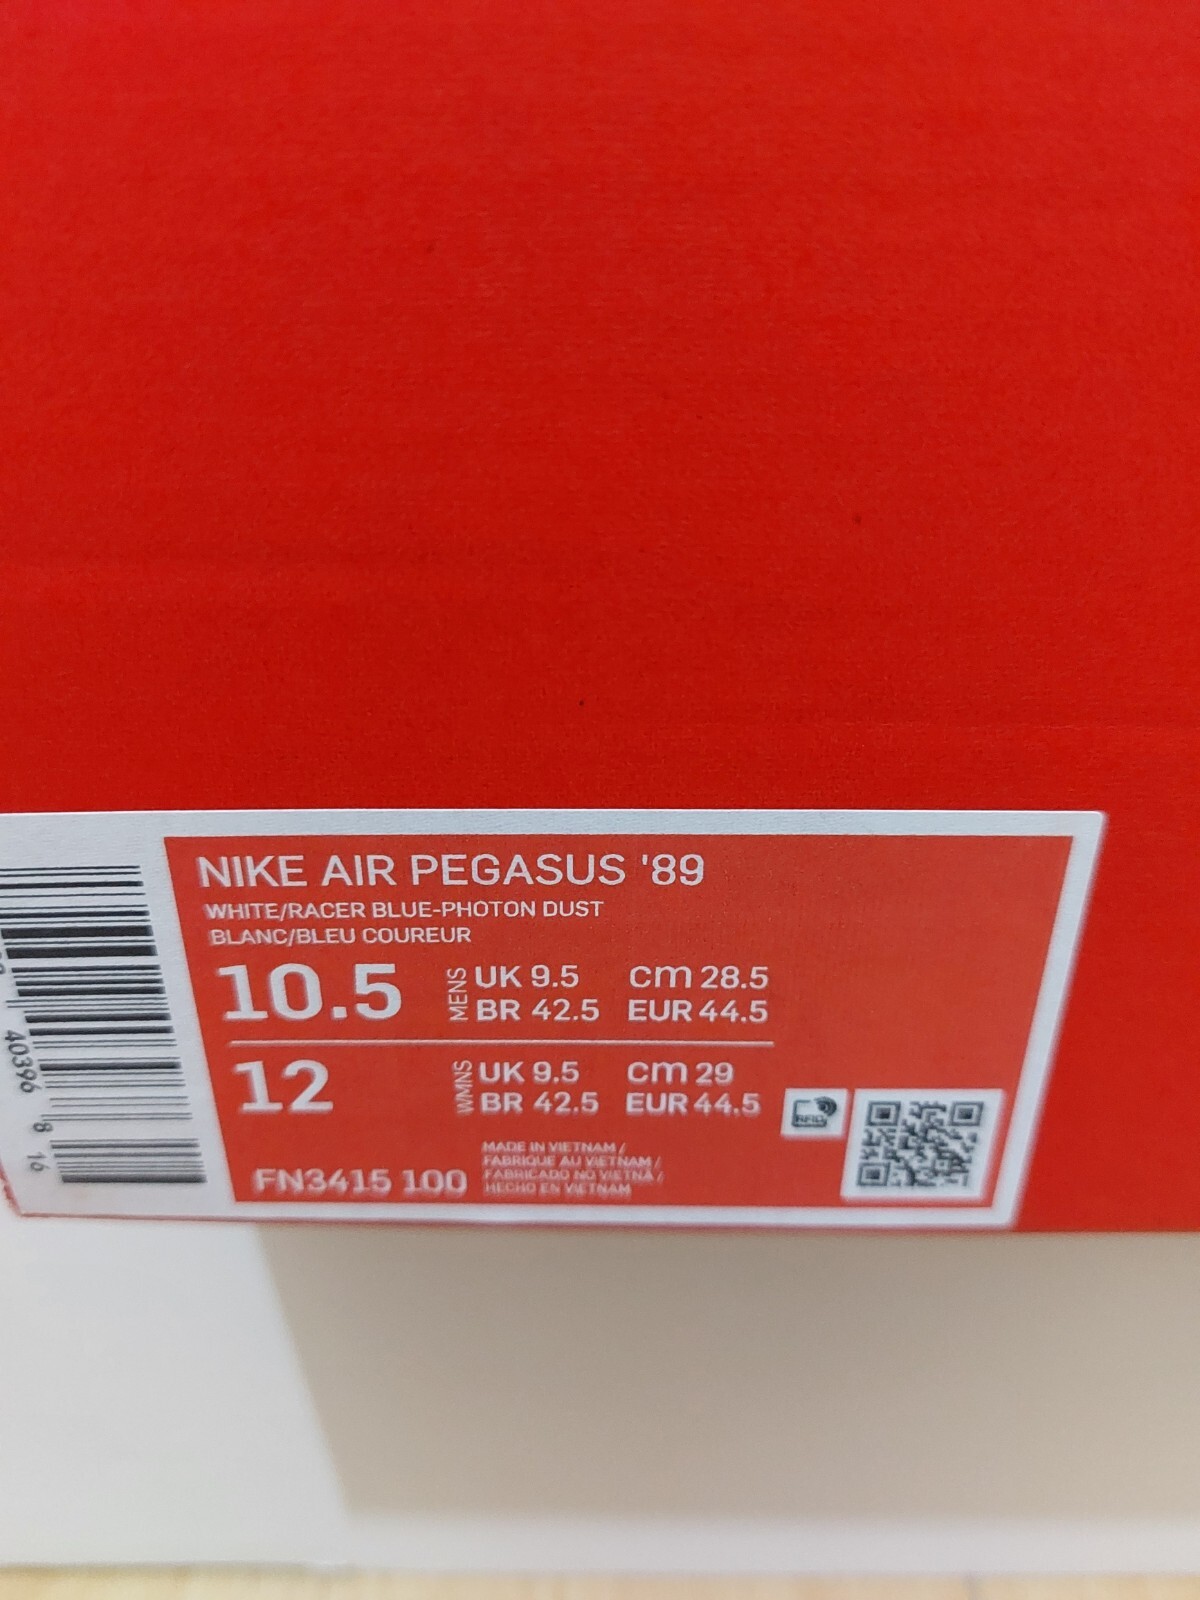 NIKE AIR PEGASUS '89
WHITE/RACER BLUE-PHOTON DUST
BLANC/BLEU COUREUR
10.5 MENS UK 9.5 cm 28.5
BR 42.5 EUR 44.5
12 WMNS UK 9.5 cm 29
BR 42.5 EUR 44.5
FN3415 100
MADE IN VIETNAM /
FABRIQUE AU VIETNAM /
FABRICADO NO VIETNÃ /
HECHO EN VIETNAM
RFID
40396 8 16